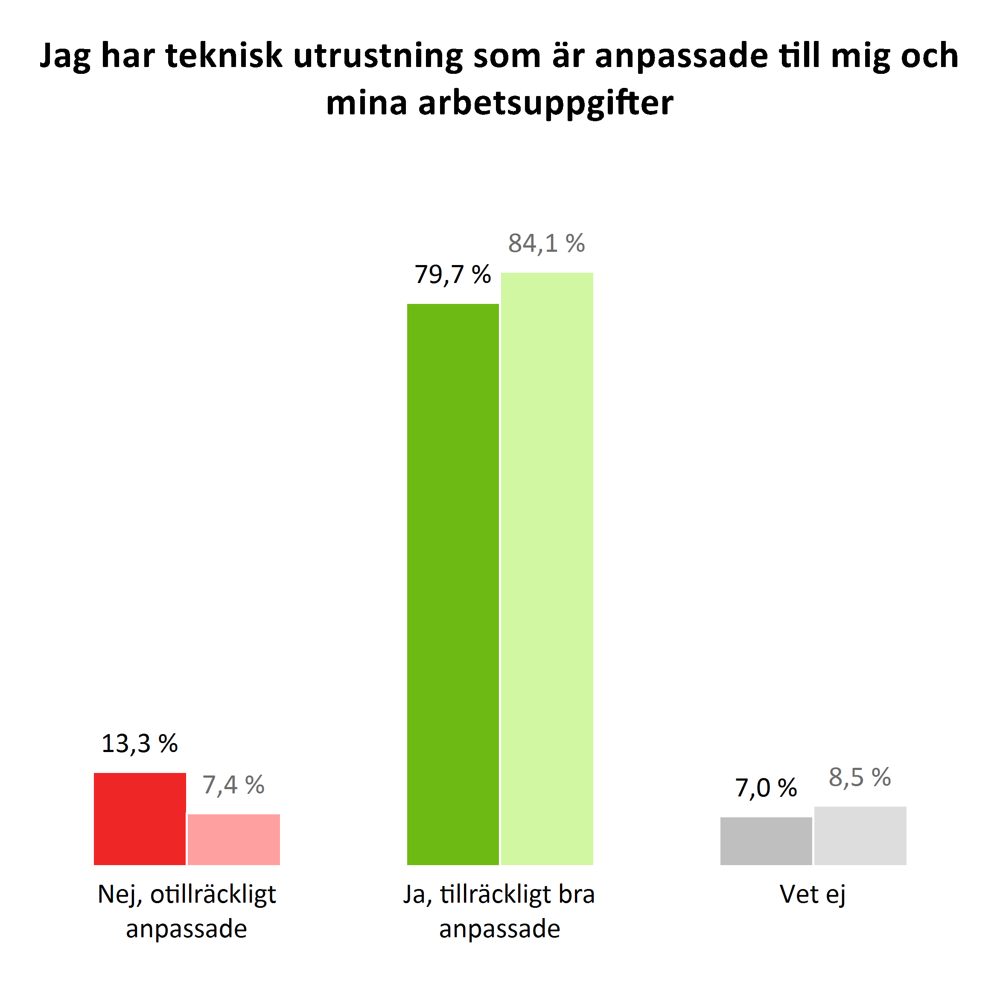 Jag har teknisk utrustning som är anpassade till mig och
mina arbetsuppgifter
84,1 %
79,7 %
13,3 %
7,4 %
7,0 %
8,5 %
Nej, otillräckligt
anpassade
Ja, tillräckligt bra
anpassade
Vet ej